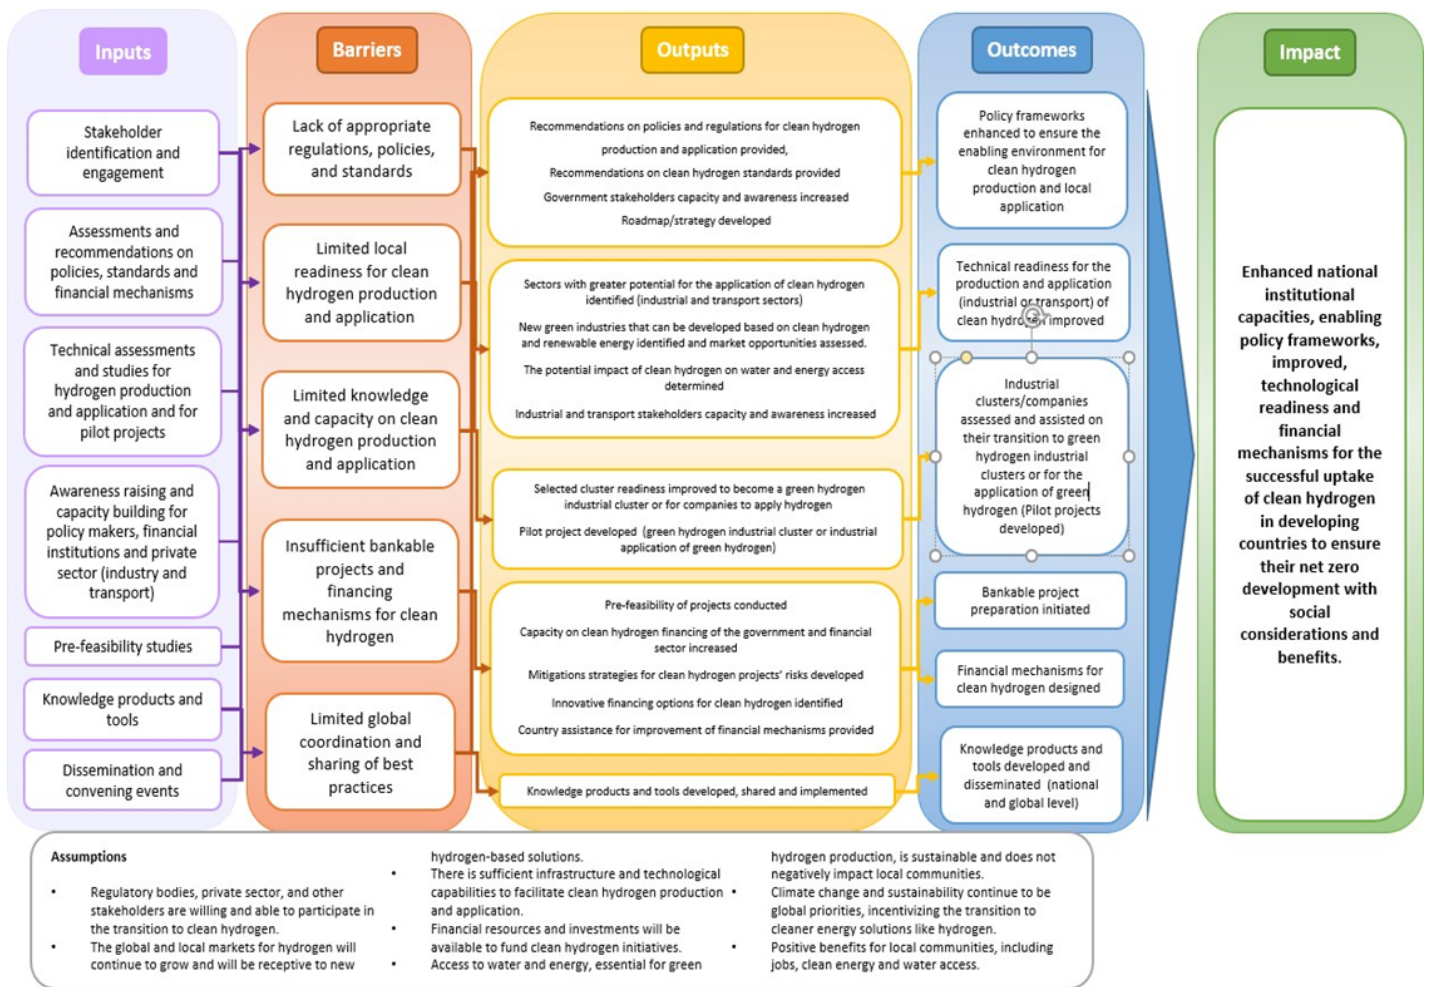 Inputs
Stakeholder
identification and
engagement
Assessments and
recommendations on
policies, standards and
financial mechanisms
Technical assessments
and studies for
hydrogen production
and application and for
pilot projects
Awareness raising and
capacity building for
policy makers, financial
institutions and private
sector (industry and
transport)
Pre-feasibility studies
Knowledge products and
tools
Dissemination and
convening events
Barriers
Lack of appropriate
regulations, policies,
and standards
Limited local
readiness for clean
hydrogen production
and application
Limited knowledge
and capacity on clean
hydrogen production
and application
Insufficient bankable
projects and
financing
mechanisms for clean
hydrogen
Limited global
coordination and
sharing of best
practices
Outputs
Recommendations on policies and regulations for clean hydrogen
production and application provided,
Recommendations on clean hydrogen standards provided
Government stakeholders capacity and awareness increased
Roadmap/strategy developed
Sectors with greater potential for the application of clean hydrogen
identified (industrial and transport sectors)
New green industries that can be developed based on clean hydrogen
and renewable energy identified and market opportunities assessed.
The potential impact of clean hydrogen on water and energy access
determined
Industrial and transport stakeholders capacity and awareness increased
Selected cluster readiness improved to become a green hydrogen
industrial cluster or for companies to apply hydrogen
Pilot project developed (green hydrogen industrial cluster or industrial
application of green hydrogen)
Pre-feasibility of projects conducted
Capacity on clean hydrogen financing of the government and financial
sector increased
Mitigations strategies for clean hydrogen projects' risks developed
Innovative financing options for clean hydrogen identified
Country assistance for improvement of financial mechanisms provided
Knowledge products and tools developed, shared and implemented
Outcomes
Policy frameworks
enhanced to ensure the
enabling environment for
clean hydrogen
production and local
application
Technical readiness for the
production and application
(industrial or transport) of
clean hydrogen improved
Industrial
clusters/companies
assessed and assisted on
their transition to green
hydrogen industrial
clusters or for the
application of green
hydrogen (Pilot projects
developed)
Bankable project
preparation initiated
Financial mechanisms for
clean hydrogen designed
Knowledge products and
tools developed and
disseminated (national
and global level)
Impact
Enhanced national
institutional
capacities, enabling
policy frameworks,
improved,
technological
readiness and
financial
mechanisms for the
successful uptake
of clean hydrogen
in developing
countries to ensure
their net zero
development with
social
considerations and
benefits.
Assumptions
• Regulatory bodies, private sector, and other
stakeholders are willing and able to participate in
the transition to clean hydrogen.
• The global and local markets for hydrogen will
continue to grow and will be receptive to new
hydrogen-based solutions.
• There is sufficient infrastructure and technological
capabilities to facilitate clean hydrogen production
and application.
• Financial resources and investments will be
available to fund clean hydrogen initiatives.
• Access to water and energy, essential for green
hydrogen production, is sustainable and does not
negatively impact local communities.
• Climate change and sustainability continue to be
global priorities, incentivizing the transition to
cleaner energy solutions like hydrogen.
• Positive benefits for local communities, including
jobs, clean energy and water access.